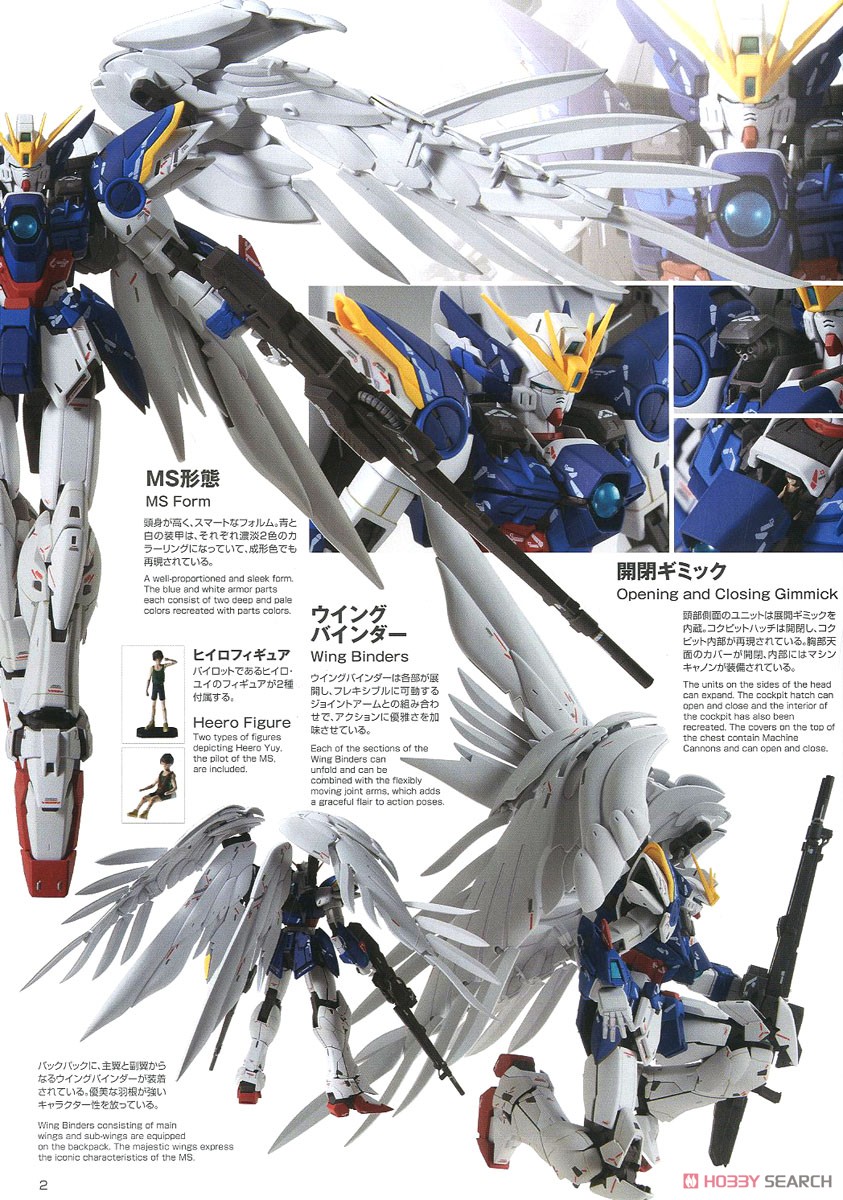 MS形態
MS Form
頭身が高く、スマートなフォルム。青と
白の装甲は、それぞれ濃淡2色のカ
ラーリングになっていて、成形色でも
再現されている。
A well-proportioned and sleek form.
The blue and white armor parts
each consist of two deep and pale
colors recreated with parts colors.
ヒイロフィギュア
パイロットであるヒイロ・
ユイのフィギュアが2種
付属する。
Heero Figure
Two types of figures
depicting Heero Yuy,
the pilot of the MS,
are included.
ウイング
バインダー
Wing Binders
ウイングバインダーは各部が展
開し、フレキシブルに可動する
ジョイントアームとの組み合わ
せで、アクションに優雅さを加
味させている。
Each of the sections of the
Wing Binders can
unfold and can be
combined with the flexibly
moving joint arms, which adds
a graceful flair to action poses.
開閉ギミック
Opening and Closing Gimmick
頭部側面のユニットは展開ギミックを
内蔵。コクピットハッチは開閉し、コク
ピット内部が再現されている。胸部天
面のカバーが開閉、内部にはマシン
キャノンが装備されている。
The units on the sides of the head
can expand. The cockpit hatch can
open and close and the interior of
the cockpit has also been
recreated. The covers on the top of
the chest contain Machine
Cannons and can open and close.
バックパックに、主翼と副翼から
なるウイングバインダーが装着
されている。優美な羽根が強い
キャラクター性を放っている。
Wing Binders consisting of main
wings and sub-wings are equipped
on the backpack. The majestic wings express
the iconic characteristics of the MS.
2
HOBBY SEARCH